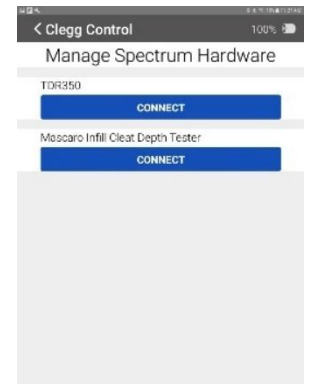 < Clegg Control 100%
Manage Spectrum Hardware
TDR350
CONNECT
Mascaro Infill Cleat Depth Tester
CONNECT